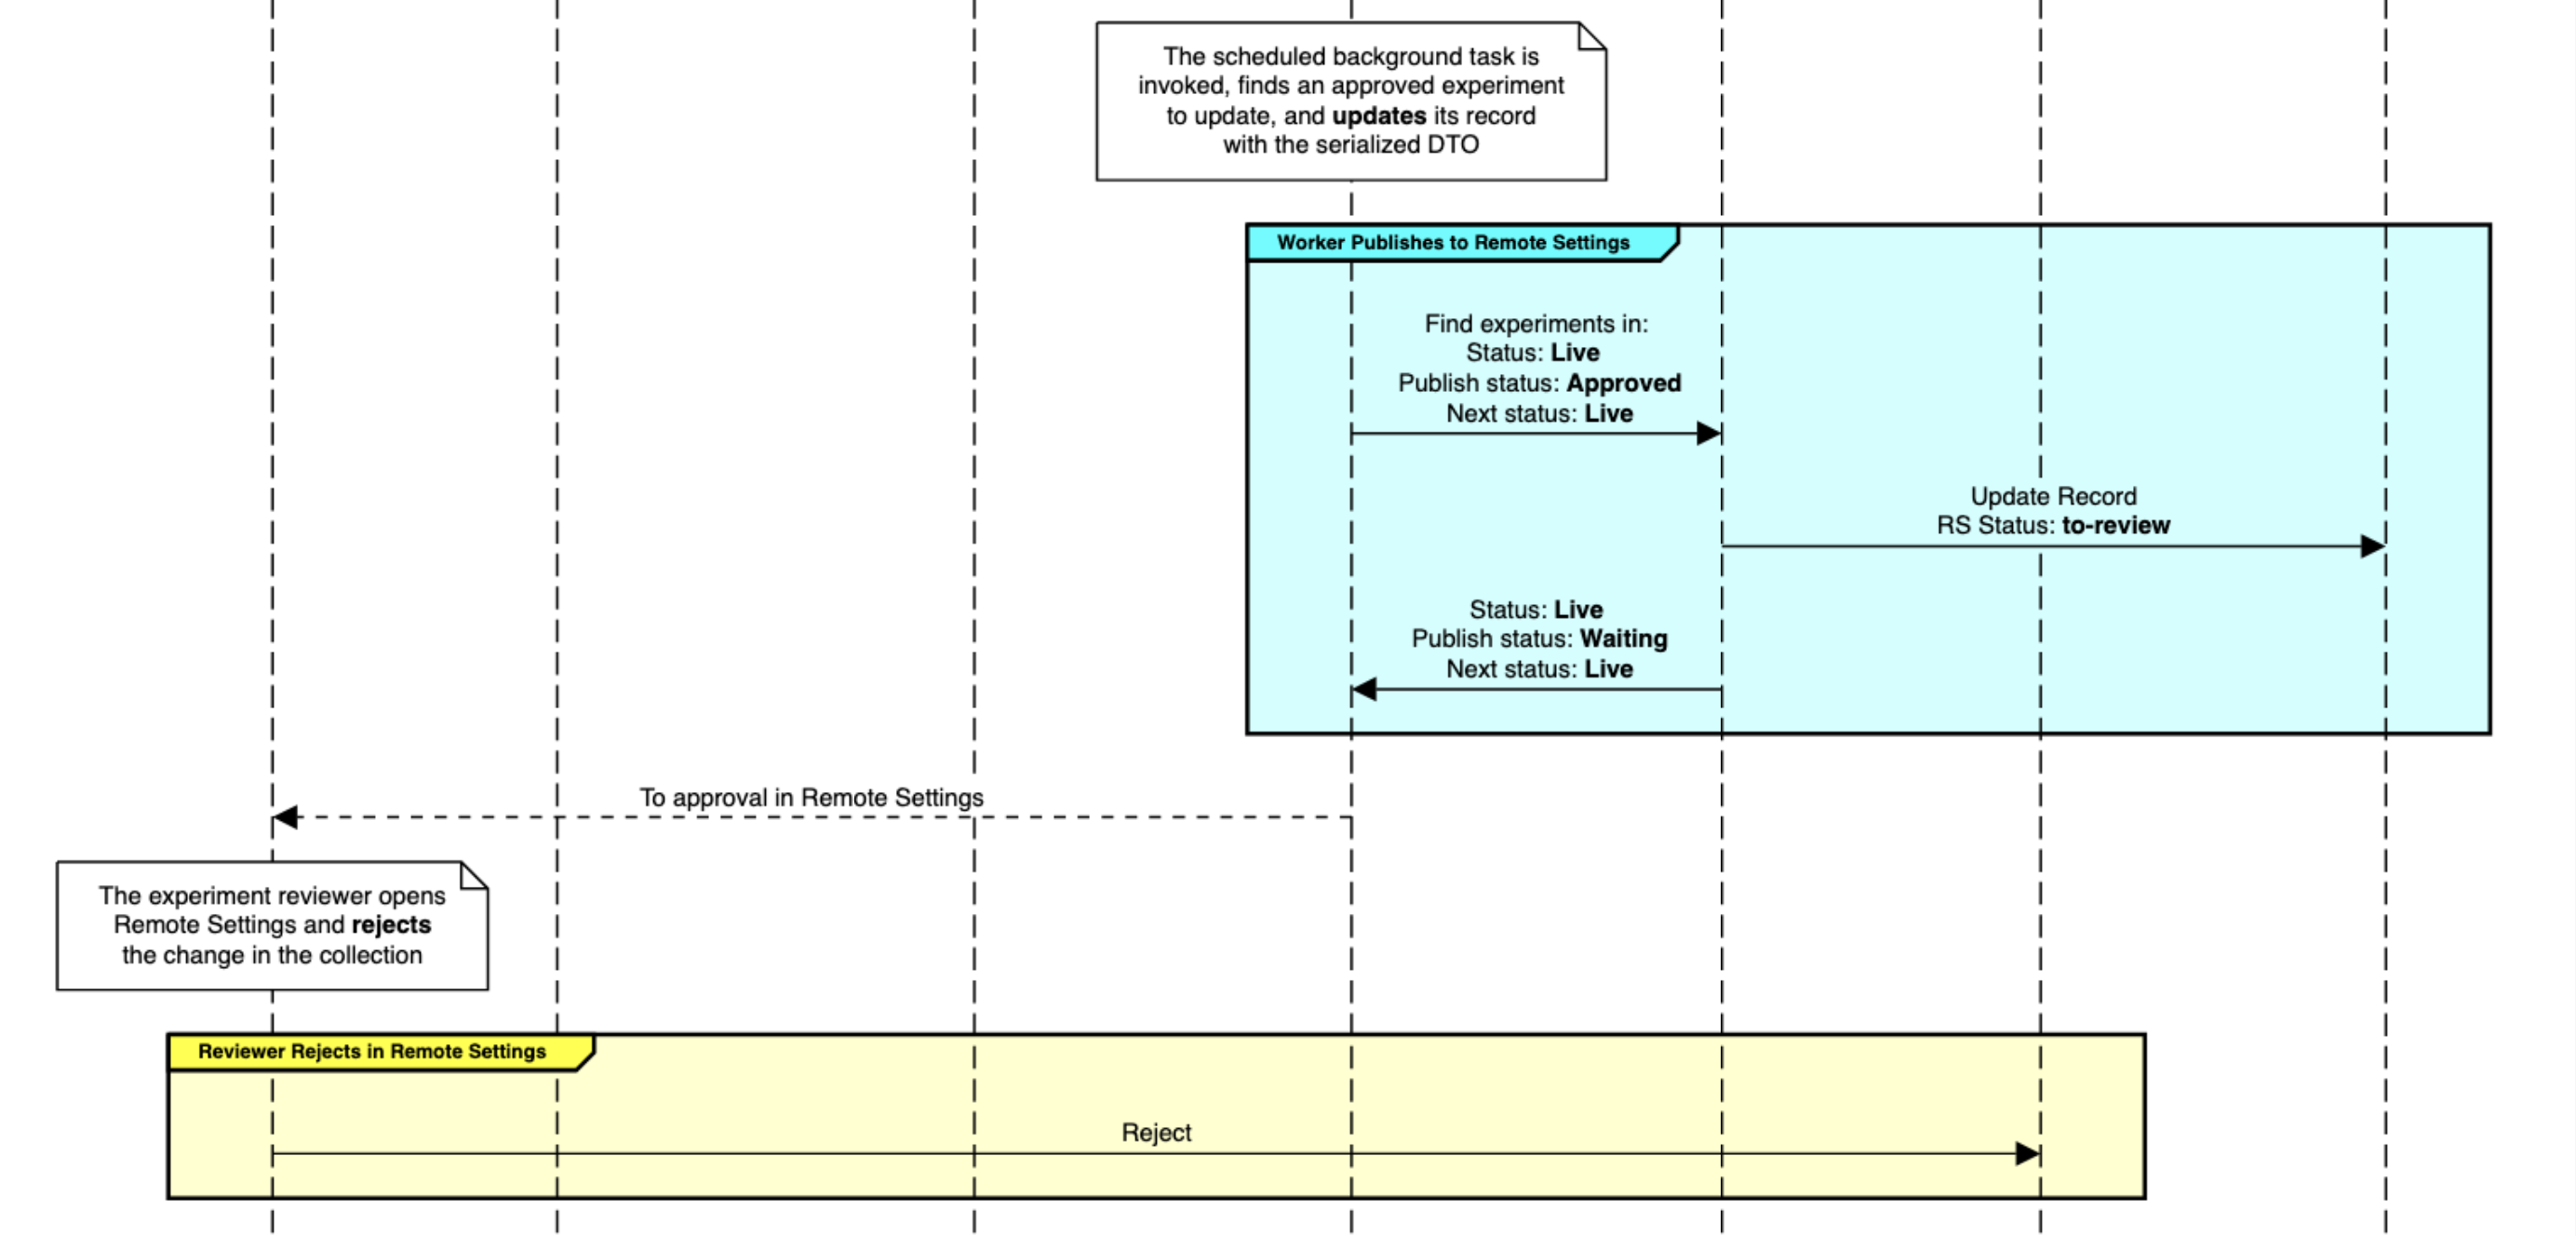 The scheduled background task is
invoked, finds an approved experiment
to update, and updates its record
with the serialized DTO
Worker Publishes to Remote Settings
Find experiments in:
Status: Live
Publish status: Approved
Next status: Live
Update Record
RS Status: to-review
Status: Live
Publish status: Waiting
Next status: Live
To approval in Remote Settings
The experiment reviewer opens
Remote Settings and rejects
the change in the collection
Reviewer Rejects in Remote Settings
Reject